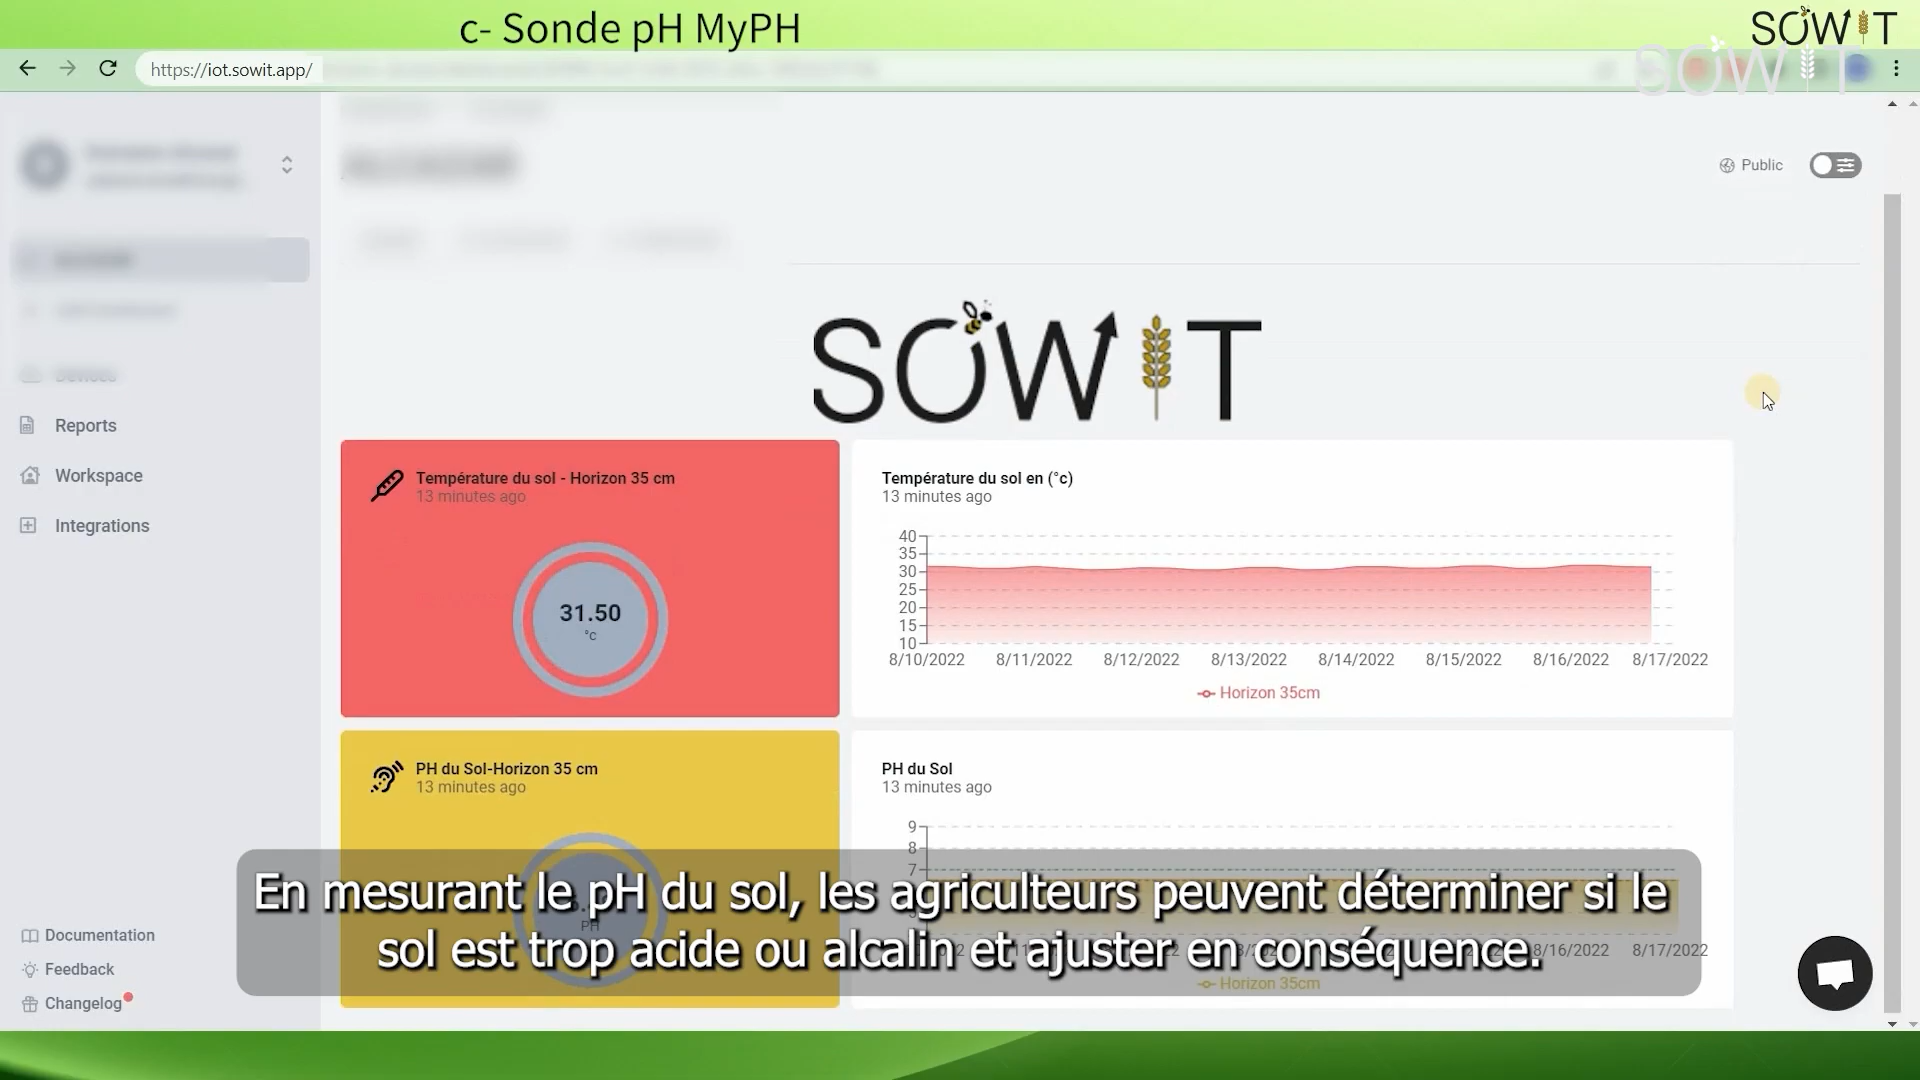 c- Sonde pH MyPH
SOWIT
SOWIT
https://iot.sowit.app/
Public
SOWIT
Reports
Workspace
Integrations
Documentation
Feedback
Changelog
Température du sol - Horizon 35 cm
13 minutes ago
31.50
°c
Température du sol en (°c)
13 minutes ago
40
35
30
25
20
15
10
8/10/2022 8/11/2022 8/12/2022 8/13/2022 8/14/2022 8/15/2022 8/16/2022 8/17/2022
Horizon 35cm
PH du Sol-Horizon 35 cm
13 minutes ago
PH
PH du Sol
13 minutes ago
9
8
7
8/16/2022 8/17/2022
Horizon 35cm
En mesurant le pH du sol, les agriculteurs peuvent déterminer si le
sol est trop acide ou alcalin et ajuster en conséquence.